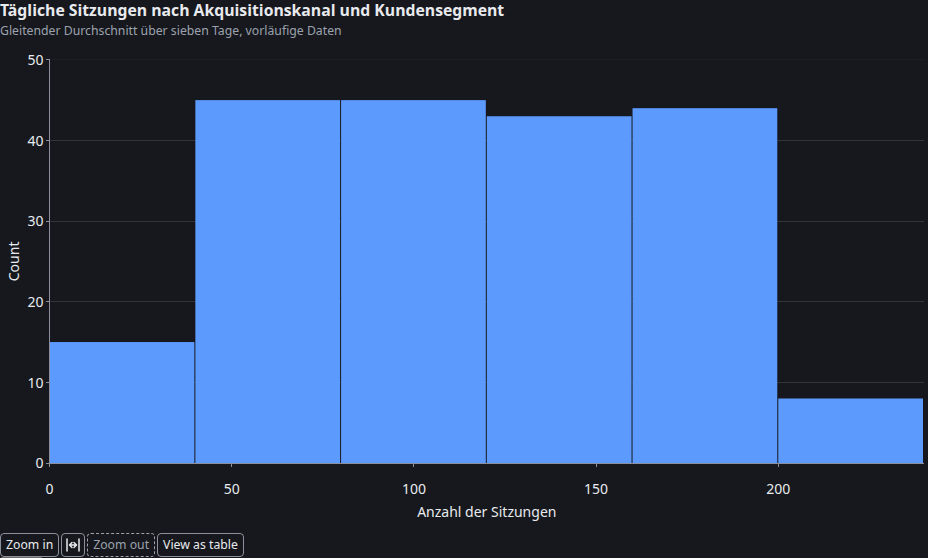 Tägliche Sitzungen nach Akquisitionskanal und Kundensegment
Gleitender Durchschnitt über sieben Tage, vorläufige Daten
50
40
30
20
10
0
Count
0 50 100 150 200
Anzahl der Sitzungen
Zoom in Zoom out View as table